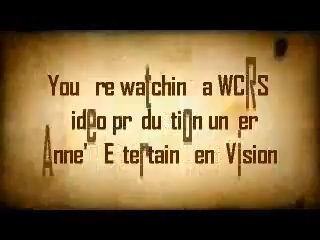 You re watchin a WCRS
ideo pr du tion un er
Anne' E tertain en Vision